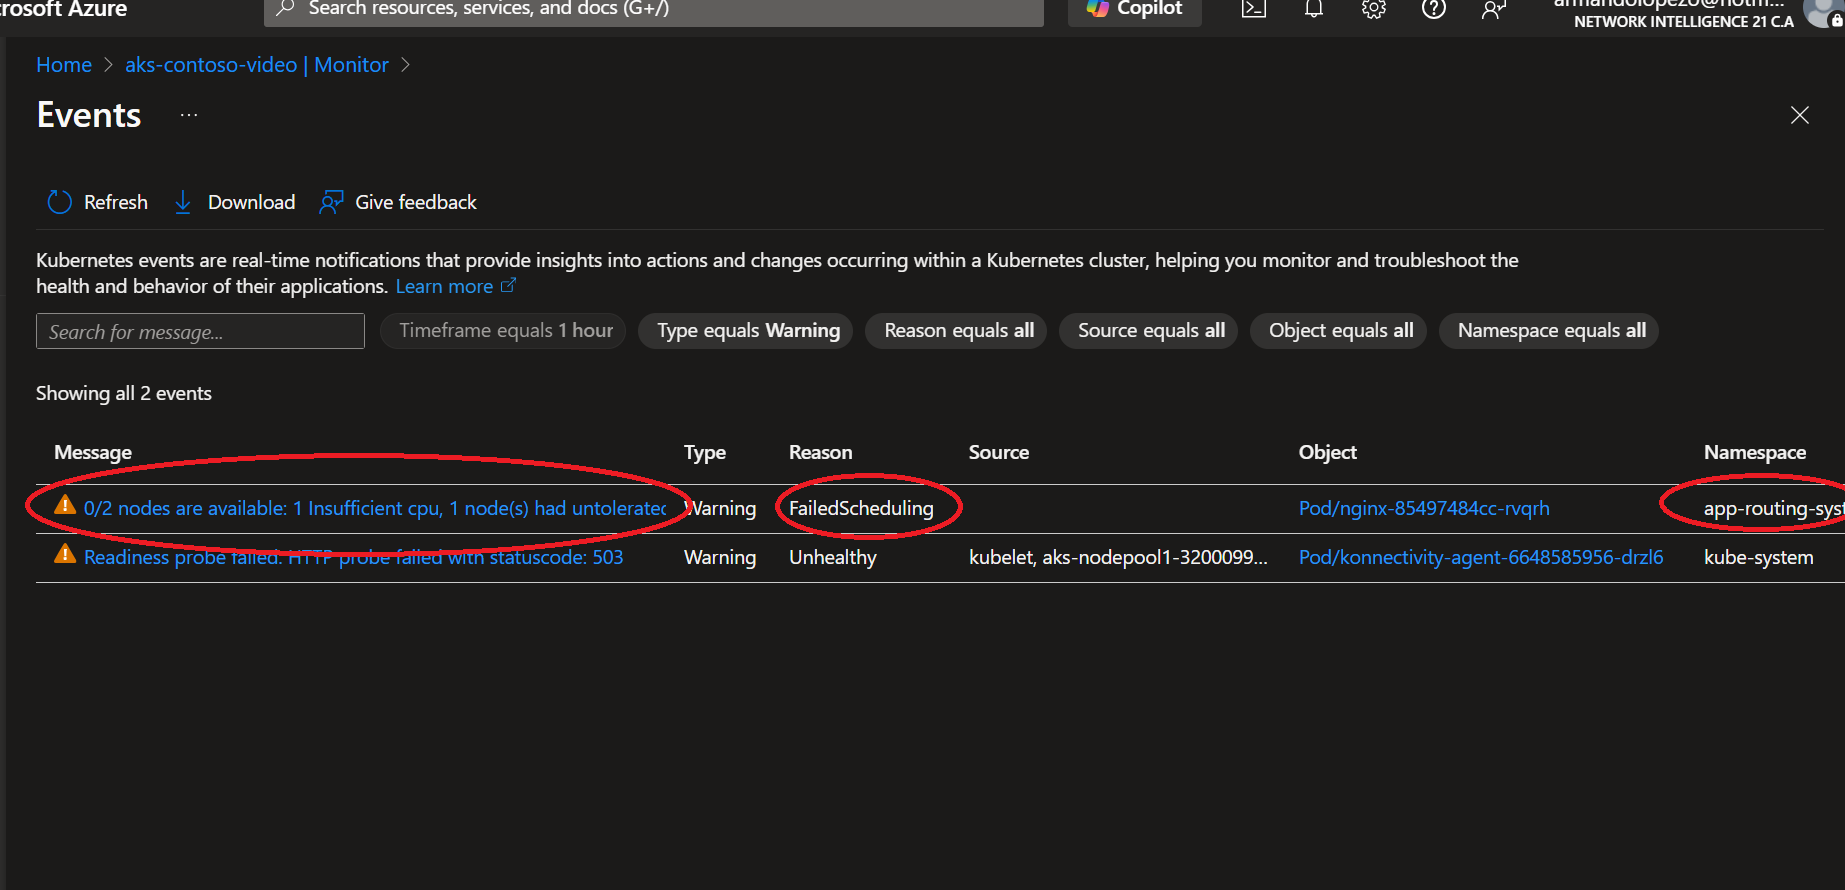 crosoft Azure
Search resources, services, and docs (G+/)
Copilot
NETWORK INTELLIGENCE 21 C.A
Home > aks-contoso-video | Monitor >
Events ...
Refresh Download Give feedback
Kubernetes events are real-time notifications that provide insights into actions and changes occurring within a Kubernetes cluster, helping you monitor and troubleshoot the
health and behavior of their applications. Learn more
Search for message... Timeframe equals 1 hour Type equals Warning Reason equals all Source equals all Object equals all Namespace equals all
Showing all 2 events
Message Type Reason Source Object Namespace
0/2 nodes are available: 1 Insufficient cpu, 1 node(s) had untolerated Warning FailedScheduling Pod/nginx-85497484cc-rvqrh app-routing-syst
Readiness probe failed: HTTP probe failed with statuscode: 503 Warning Unhealthy kubelet, aks-nodepool1-3200099... Pod/konnectivity-agent-6648585956-drzl6 kube-system